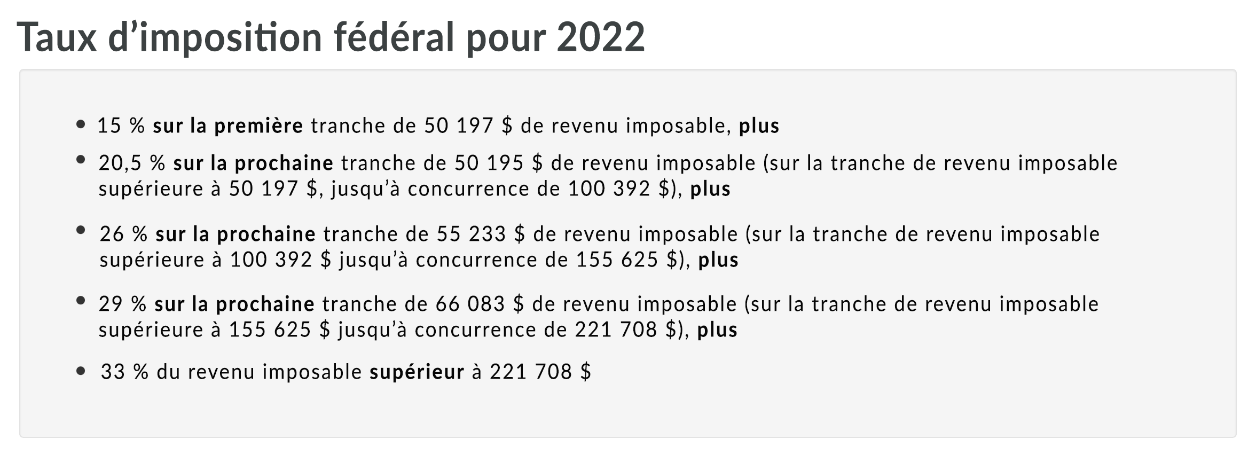 Taux d’imposition fédéral pour 2022
• 15 % sur la première tranche de 50 197 $ de revenu imposable, plus
• 20,5 % sur la prochaine tranche de 50 195 $ de revenu imposable (sur la tranche de revenu imposable
supérieure à 50 197 $, jusqu’à concurrence de 100 392 $), plus
• 26 % sur la prochaine tranche de 55 233 $ de revenu imposable (sur la tranche de revenu imposable
supérieure à 100 392 $ jusqu’à concurrence de 155 625 $), plus
• 29 % sur la prochaine tranche de 66 083 $ de revenu imposable (sur la tranche de revenu imposable
supérieure à 155 625 $ jusqu’à concurrence de 221 708 $), plus
• 33 % du revenu imposable supérieur à 221 708 $